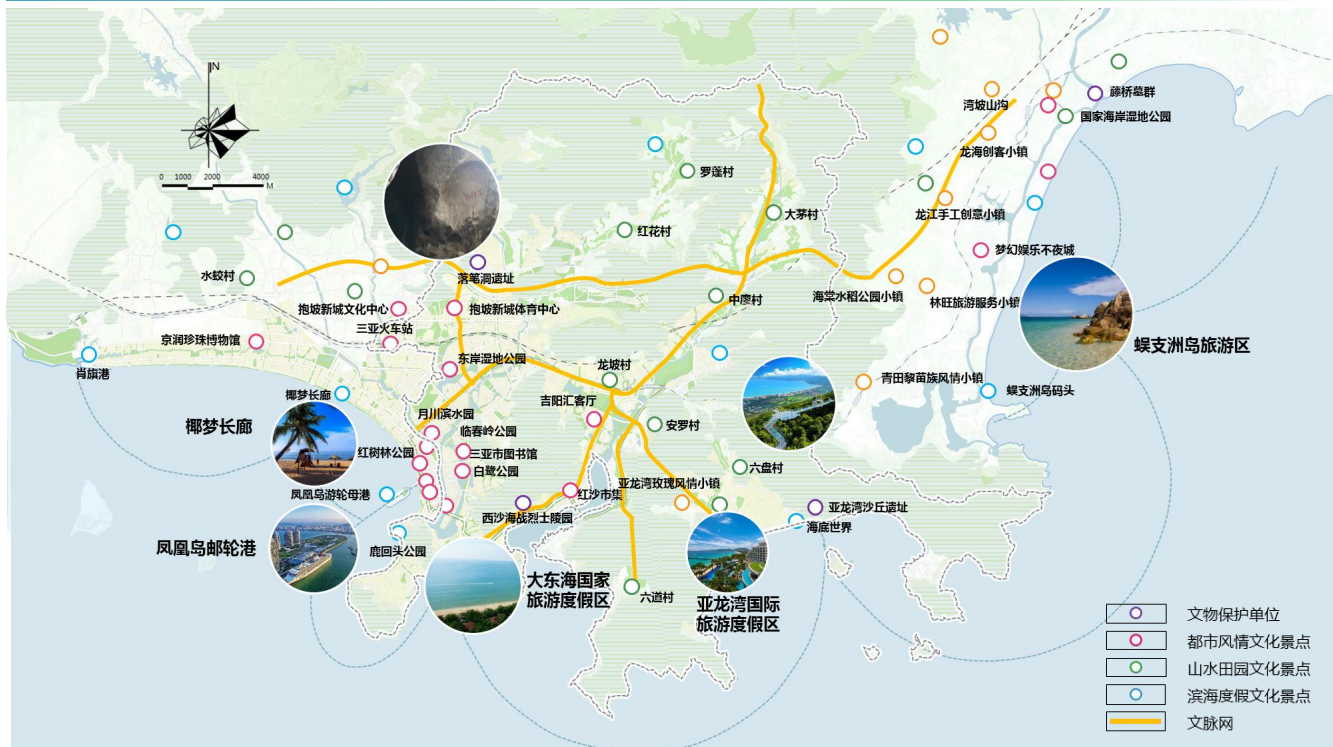 N
0 1000 2000 4000
M
藤桥墓群
湾坡山沟
国家海岸湿地公园
龙海创客小镇
罗蓬村
大茅村
龙江手工创意小镇
红花村
梦幻娱乐不夜城
落笔洞遗址
水蛟村
海棠水稻公园小镇
林旺旅游服务小镇
中廖村
抱坡新城文化中心
抱坡新城体育中心
三亚火车站
京润珍珠博物馆
蜈支洲岛旅游区
东岸湿地公园
龙坡村
肖旗港
青田黎苗族风情小镇
蜈支洲岛码头
椰梦长廊
吉阳汇客厅
月川滨水园
椰梦长廊
安罗村
临春岭公园
红树林公园
三亚市图书馆
白鹭公园
六盘村
亚龙湾玫瑰风情小镇
凤凰岛游轮母港
红沙市集
西沙海战烈士陵园
亚龙湾沙丘遗址
海底世界
凤凰岛邮轮港
鹿回头公园
大东海国家
旅游度假区
六道村
亚龙湾国际
旅游度假区
文物保护单位
都市风情文化景点
山水田园文化景点
滨海度假文化景点
文脉网